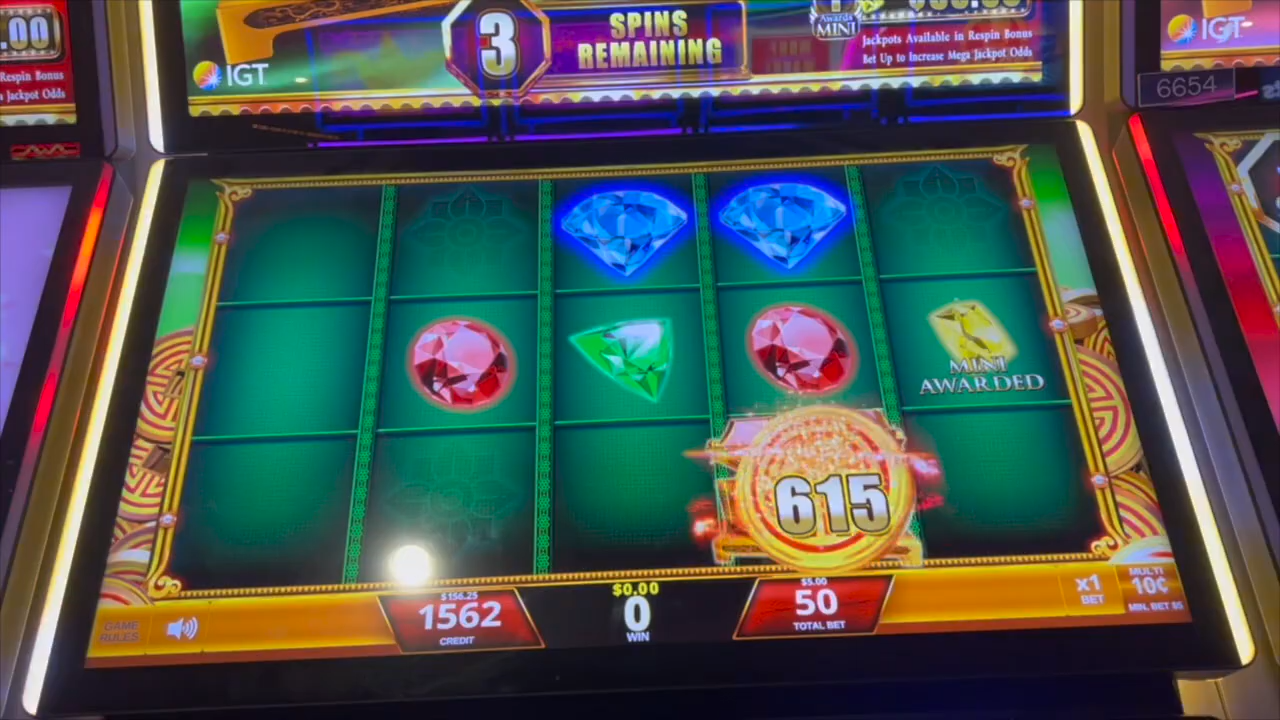 .00
Respin Bonus
a Jackpot Odds
IGT
3
SPINS
REMAINING
Awards
MINI
Jackpots Available in Respin Bonus
Bet Up to Increase Mega Jackpot Odds
IGT
6654
MINI
AWARDED
615
GAME
RULES
$156.25
1562
CREDIT
$0.00
0
WIN
$5.00
50
TOTAL BET
x1
BET
MULTI
10¢
MIN. BET $5